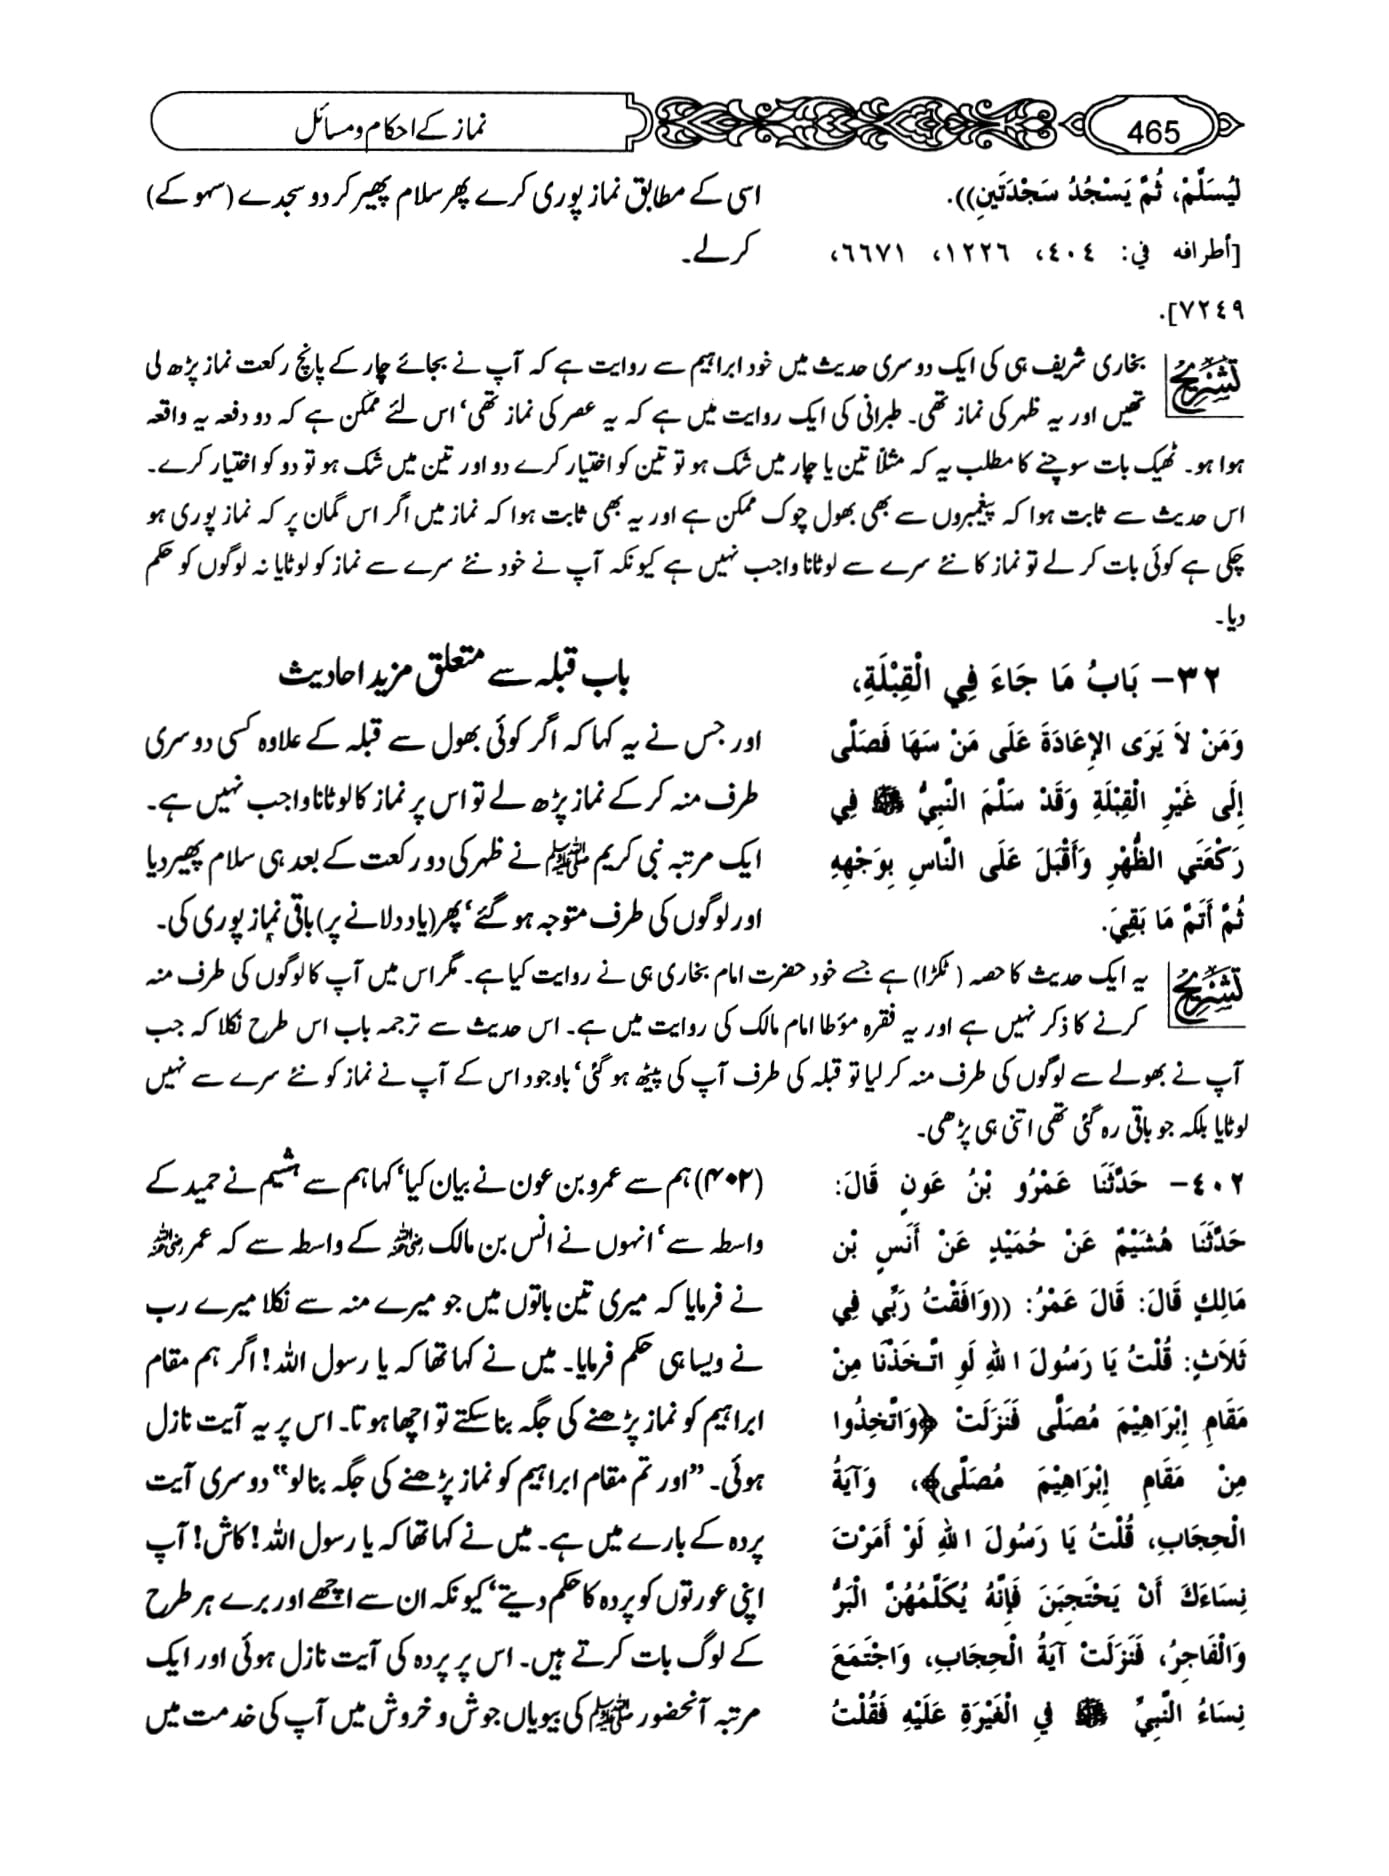 465
نماز کے احکام و مسائل
لِيُسَلِّمْ، ثُمَّ يَسْجُدُ سَجْدَتَينِ)).
[أطرافه في: ٤٠٤، ١٢٢٦، ٦٦٧١،
٧٢٤٩].
اسی کے مطابق نماز پوری کرے پھر سلام پھیر کر دو سجدے (سہو کے)
کر لے۔
تشریح
بخاری شریف ہی کی ایک دوسری حدیث میں خود ابراہیم سے روایت ہے کہ آپ نے بجائے چار کے پانچ رکعت نماز پڑھ لی
تھیں اور یہ ظہر کی نماز تھی۔ طبرانی کی ایک روایت میں ہے کہ یہ عصر کی نماز تھی‘ اس لئے ممکن ہے کہ دو دفعہ یہ واقعہ
ہوا ہو۔ ٹھیک بات سوچنے کا مطلب یہ کہ مثلاً تین یا چار میں شک ہو تو تین کو اختیار کرے دو اور تین میں شک ہو تو دو کو اختیار کرے۔
اس حدیث سے ثابت ہوا کہ پیغمبروں سے بھی بھول چوک ممکن ہے اور یہ بھی ثابت ہوا کہ نماز میں اگر اس گمان پر کہ نماز پوری ہو
چکی ہے کوئی بات کر لے تو نماز کا نئے سرے سے لوٹانا واجب نہیں ہے کیونکہ آپ نے خود نئے سرے سے نماز کو لوٹایا نہ لوگوں کو حکم
دیا۔
٣٢- بَابُ مَا جَاءَ فِي الْقِبْلَةِ،
وَمَنْ لاَ يَرَى الإِعَادَةَ عَلَى مَنْ سَهَا فَصَلَّى
إِلَى غَيْرِ الْقِبْلَةِ وَقَدْ سَلَّمَ النَّبِيُّ ﷺ فِي
رَكْعَتَي الظُّهْرِ وَأَقْبَلَ عَلَى النَّاسِ بِوَجْهِهِ
ثُمَّ أَتَمَّ مَا بَقِيَ.
باب قبلہ سے متعلق مزید احادیث
اور جس نے یہ کہا کہ اگر کوئی بھول سے قبلہ کے علاوہ کسی دوسری
طرف منہ کر کے نماز پڑھ لے تو اس پر نماز کا لوٹانا واجب نہیں ہے۔
ایک مرتبہ نبی کریم ﷺ نے ظہر کی دو رکعت کے بعد ہی سلام پھیر دیا
اور لوگوں کی طرف متوجہ ہو گئے‘ پھر (یاد دلانے پر) باقی نماز پوری کی۔
تشریح
یہ ایک حدیث کا حصہ (ٹکڑا) ہے جسے خود حضرت امام بخاری ہی نے روایت کیا ہے۔ مگر اس میں آپ کا لوگوں کی طرف منہ
کرنے کا ذکر نہیں ہے اور یہ فقرہ مؤطا امام مالک کی روایت میں ہے۔ اس حدیث سے ترجمہ باب اس طرح نکلا کہ جب
آپ نے بھولے سے لوگوں کی طرف منہ کر لیا تو قبلہ کی طرف آپ کی پیٹھ ہو گئی‘ باوجود اس کے آپ نے نماز کو نئے سرے سے نہیں
لوٹایا بلکہ جو باقی رہ گئی تھی اتنی ہی پڑھی۔
٤٠٢- حَدَّثَنَا عَمْرُو بْنُ عَونٍ قَالَ:
حَدَّثَنَا هُشَيْمٌ عَنْ حُمَيْدٍ عَنْ أَنَسِ بْنِ
مَالِكٍ قَالَ: قَالَ عُمَرُ: ((وَافَقْتُ رَبِّي فِي
ثَلاَثٍ: قُلْتُ يَا رَسُولَ اللهِ لَوِ اتَّخَذْنَا مِنْ
مَقَامِ إِبْرَاهِيْمَ مُصَلَّى فَنَزَلَتْ ﴿وَاتَّخِذُوا
مِنْ مَقَامِ إِبْرَاهِيْمَ مُصَلَّى﴾، وَآيَةُ
الْحِجَابِ، قُلْتُ يَا رَسُولَ اللهِ لَوْ أَمَرْتَ
نِسَاءَكَ أَنْ يَحْتَجِبَنَ فَإِنَّهُ يُكَلِّمُهُنَّ الْبَرُّ
وَالْفَاجِرُ، فَنَزَلَتْ آيَةُ الْحِجَابِ، وَاجْتَمَعَ
نِسَاءُ النَّبِيِّ ﷺ فِي الْغَيْرَةِ عَلَيْهِ فَقُلْتُ
(۴۰۲) ہم سے عمرو بن عون نے بیان کیا‘ کہا ہم سے ہشیم نے حمید کے
واسطہ سے‘ انہوں نے انس بن مالک رضی اللہ عنہ کے واسطہ سے کہ عمر رضی اللہ عنہ
نے فرمایا کہ میری تین باتوں میں جو میرے منہ سے نکلا میرے رب
نے ویسا ہی حکم فرمایا۔ میں نے کہا تھا کہ یا رسول اللہ! اگر ہم مقام
ابراہیم کو نماز پڑھنے کی جگہ بنا سکتے تو اچھا ہوتا۔ اس پر یہ آیت نازل
ہوئی۔ ”اور تم مقام ابراہیم کو نماز پڑھنے کی جگہ بنا لو“ دوسری آیت
پردہ کے بارے میں ہے۔ میں نے کہا تھا کہ یا رسول اللہ! کاش! آپ
اپنی عورتوں کو پردہ کا حکم دیتے‘ کیونکہ ان سے اچھے اور برے ہر طرح
کے لوگ بات کرتے ہیں۔ اس پر پردہ کی آیت نازل ہوئی اور ایک
مرتبہ آنحضور ﷺ کی بیویاں جوش و خروش میں آپ کی خدمت میں